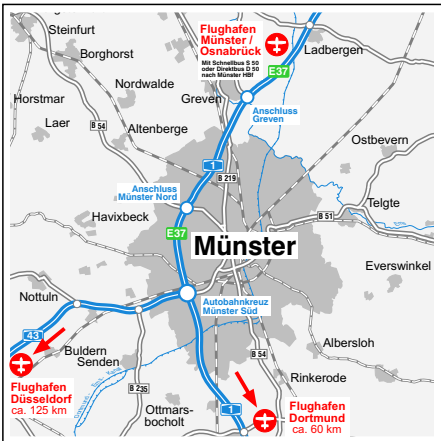 Steinfurt
Borghorst
Flughafen
Münster /
Osnabrück
Mit Schnellbus S 50
oder Direktbus D 50
nach Münster HBf
Ladbergen
E37
Horstmar
Nordwalde
Greven
Laer
B 54
Altenberge
Anschluss
Greven
Ostbevern
1
B 219
Anschluss
Münster Nord
Telgte
B 51
Havixbeck
E37
Münster
Everswinkel
Nottuln
Autobahnkreuz
Münster Süd
43
Albersloh
Buldern
Senden
B 54
Rinkerode
Flughafen
Düsseldorf
ca. 125 km
B 235
Ottmars-
bocholt
1
Flughafen
Dortmund
ca. 60 km